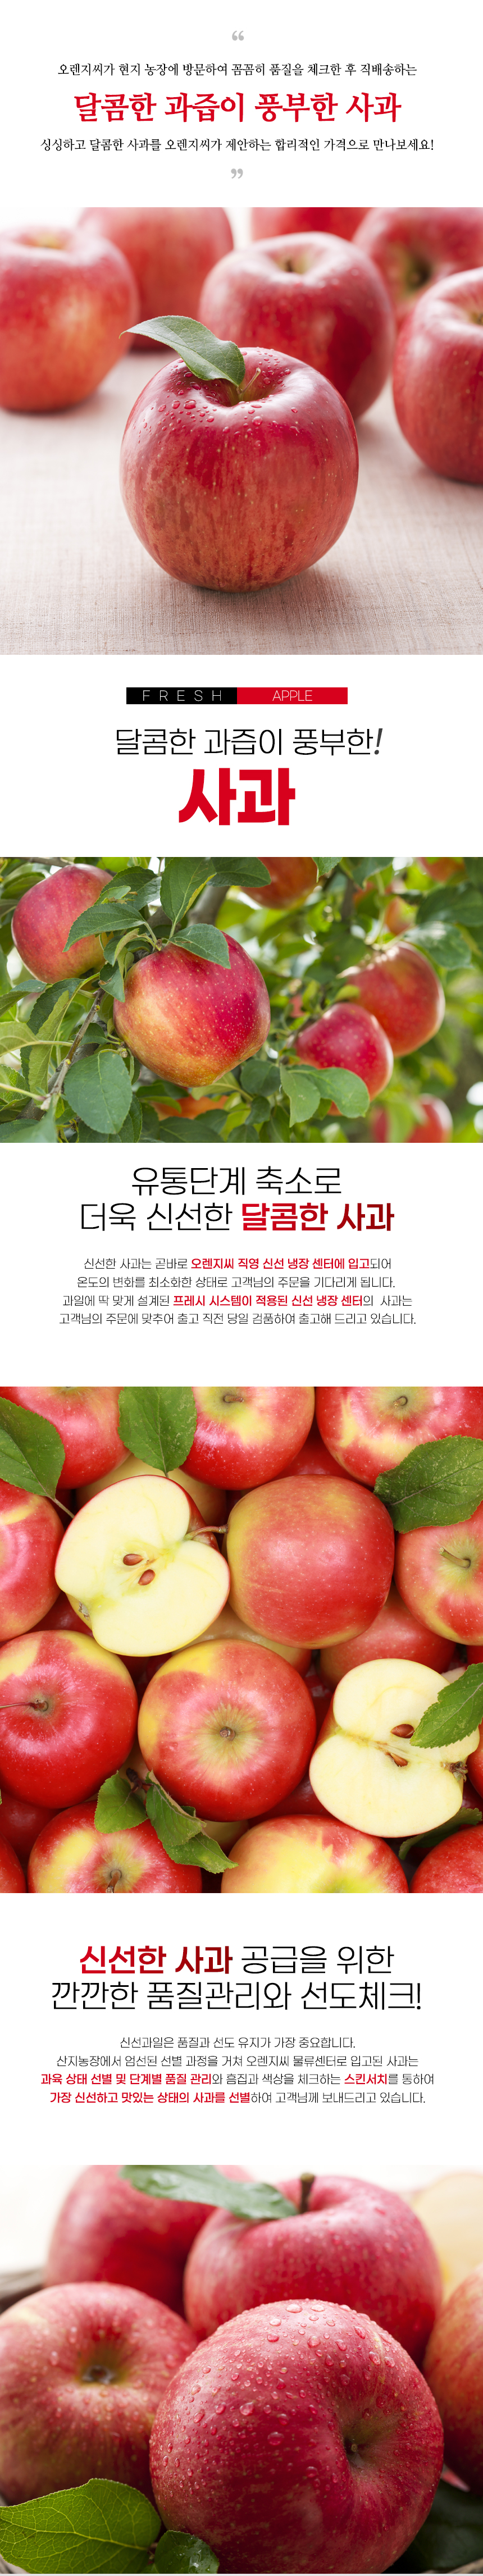 “
오렌지씨가 현지 농장에 방문하여 꼼꼼히 품질을 체크한 후 직배송하는
달콤한 과즙이 풍부한 사과
싱싱하고 달콤한 사과를 오렌지씨가 제안하는 합리적인 가격으로 만나보세요!
”
FRESH APPLE
달콤한 과즙이 풍부한!
사과
유통단계 축소로
더욱 신선한 달콤한 사과
신선한 사과는 곧바로 오렌지씨 직영 신선 냉장 센터에 입고되어
온도의 변화를 최소화한 상태로 고객님의 주문을 기다리게 됩니다.
과일에 딱 맞게 설계된 프레시 시스템이 적용된 신선 냉장 센터의 사과는
고객님의 주문에 맞추어 출고 직전 당일 검품하여 출고해 드리고 있습니다.
신선한 사과 공급을 위한
깐깐한 품질관리와 선도체크!
신선과일은 품질과 선도 유지가 가장 중요합니다.
산지농장에서 엄선된 선별 과정을 거쳐 오렌지씨 물류센터로 입고된 사과는
과육 상태 선별 및 단계별 품질 관리와 흠집과 색상을 체크하는 스킨서치를 통하여
가장 신선하고 맛있는 상태의 사과를 선별하여 고객님께 보내드리고 있습니다.